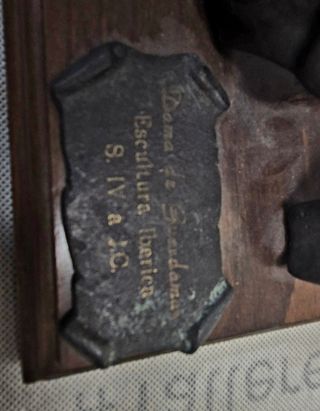 Dama de Guardamar
Escultura Iberica
S. IV a J.C.